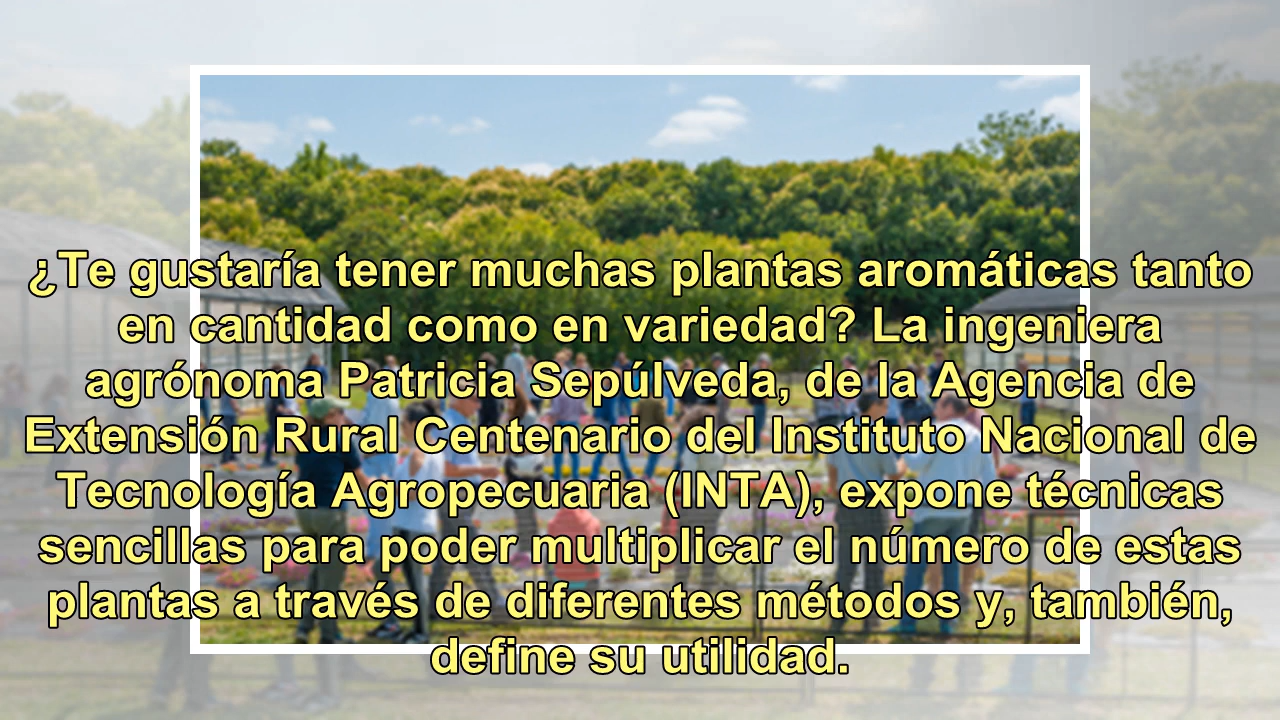 ¿Te gustaría tener muchas plantas aromáticas tanto
en cantidad como en variedad? La ingeniera
agrónoma Patricia Sepúlveda, de la Agencia de
Extensión Rural Centenario del Instituto Nacional de
Tecnología Agropecuaria (INTA), expone técnicas
sencillas para poder multiplicar el número de estas
plantas a través de diferentes métodos y, también,
define su utilidad.